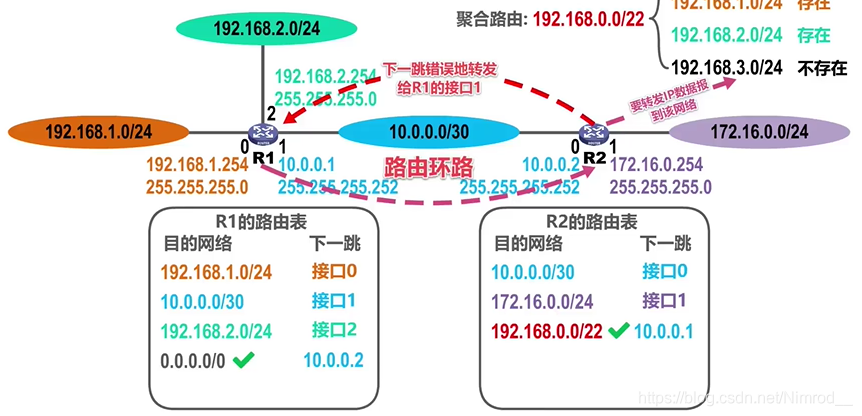 192.168.1.0/24 存在
聚合路由: 192.168.0.0/22
192.168.2.0/24 存在
192.168.3.0/24 不存在
192.168.2.0/24
192.168.2.254
255.255.255.0
下一跳错误地转发
给R1的接口1
要转发IP数据报
到该网络
2
192.168.1.0/24
0
1
R1
10.0.0.0/30
0
1
R2
172.16.0.0/24
192.168.1.254
255.255.255.0
10.0.0.1
255.255.255.252
路由环路
10.0.0.2
255.255.255.252
172.16.0.254
255.255.255.0
R1的路由表
目的网络 下一跳
192.168.1.0/24 接口0
10.0.0.0/30 接口1
192.168.2.0/24 接口2
0.0.0.0/0 10.0.0.2
R2的路由表
目的网络 下一跳
10.0.0.0/30 接口0
172.16.0.0/24 接口1
192.168.0.0/22 10.0.0.1
https://blog.csdn.net/Nimrod__